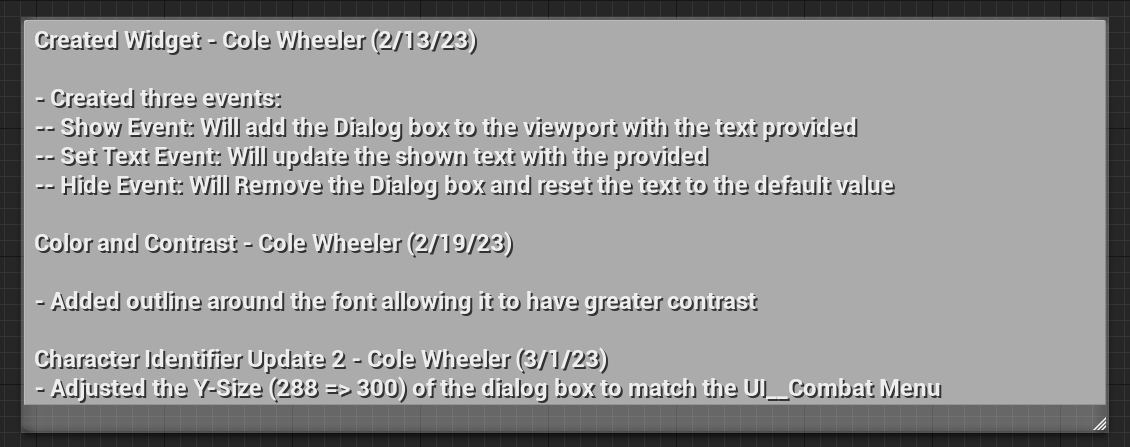 Created Widget - Cole Wheeler (2/13/23)
- Created three events:
-- Show Event: Will add the Dialog box to the viewport with the text provided
-- Set Text Event: Will update the shown text with the provided
-- Hide Event: Will Remove the Dialog box and reset the text to the default value
Color and Contrast - Cole Wheeler (2/19/23)
- Added outline around the font allowing it to have greater contrast
Character Identifier Update 2 - Cole Wheeler (3/1/23)
- Adjusted the Y-Size (288 => 300) of the dialog box to match the UI__Combat Menu